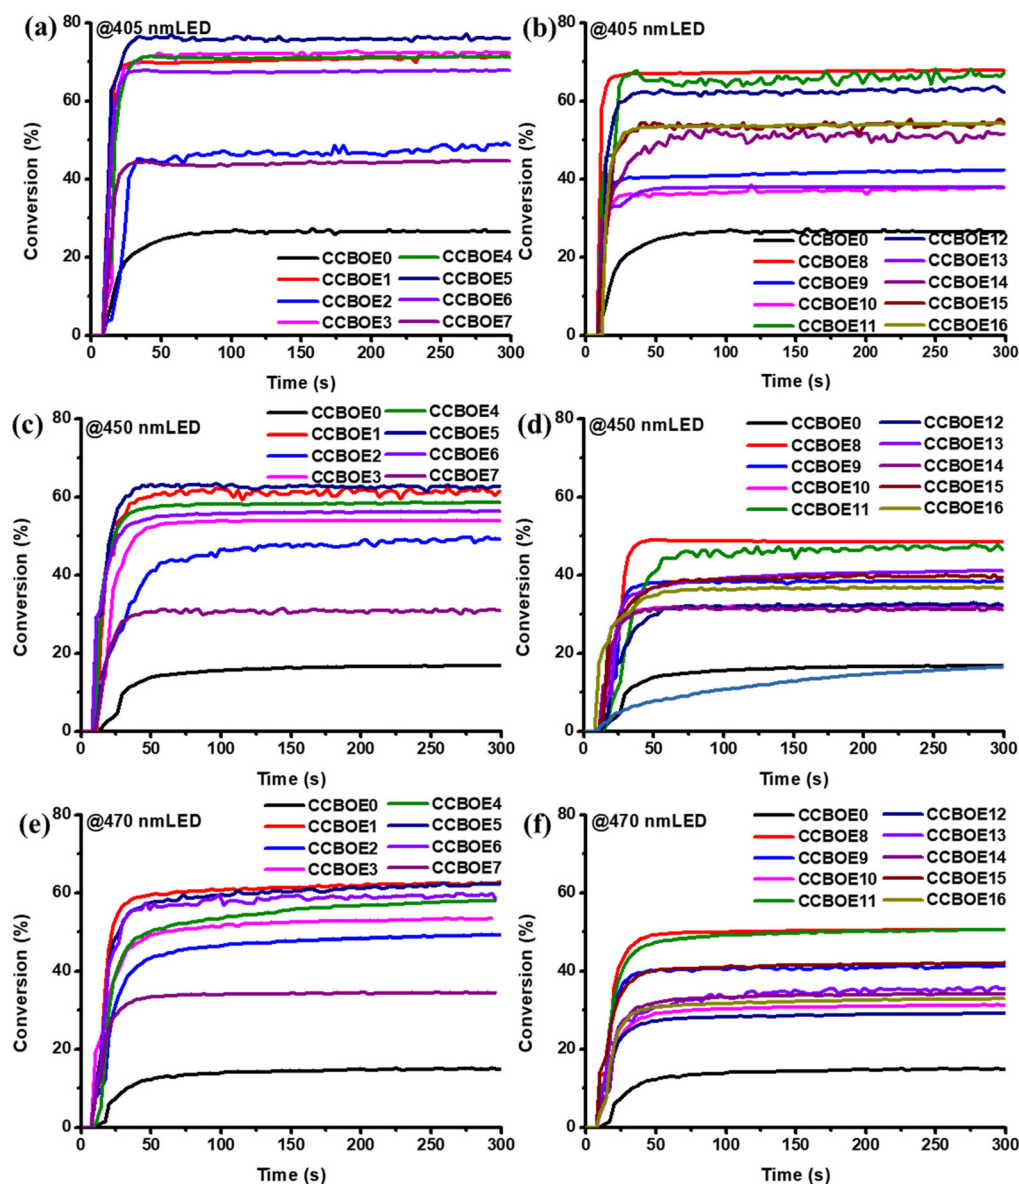 (a)
@405 nmLED
80
60
40
20
0
Conversion (%)
CCBOE0 CCBOE4
CCBOE1 CCBOE5
CCBOE2 CCBOE6
CCBOE3 CCBOE7
0 50 100 150 200 250 300
Time (s)
(b)
@405 nmLED
80
60
40
20
0
Conversion (%)
CCBOE0 CCBOE12
CCBOE8 CCBOE13
CCBOE9 CCBOE14
CCBOE10 CCBOE15
CCBOE11 CCBOE16
0 50 100 150 200 250 300
Time (s)
(c)
@450 nmLED
80
60
40
20
0
Conversion (%)
CCBOE0 CCBOE4
CCBOE1 CCBOE5
CCBOE2 CCBOE6
CCBOE3 CCBOE7
0 50 100 150 200 250 300
Time (s)
(d)
@450 nmLED
80
60
40
20
0
Conversion (%)
CCBOE0 CCBOE12
CCBOE8 CCBOE13
CCBOE9 CCBOE14
CCBOE10 CCBOE15
CCBOE11 CCBOE16
0 50 100 150 200 250 300
Time (s)
(e)
@470 nmLED
80
60
40
20
0
Conversion (%)
CCBOE0 CCBOE4
CCBOE1 CCBOE5
CCBOE2 CCBOE6
CCBOE3 CCBOE7
0 50 100 150 200 250 300
Time (s)
(f)
@470 nmLED
80
60
40
20
0
Conversion (%)
CCBOE0 CCBOE12
CCBOE8 CCBOE13
CCBOE9 CCBOE14
CCBOE10 CCBOE15
CCBOE11 CCBOE16
0 50 100 150 200 250 300
Time (s)